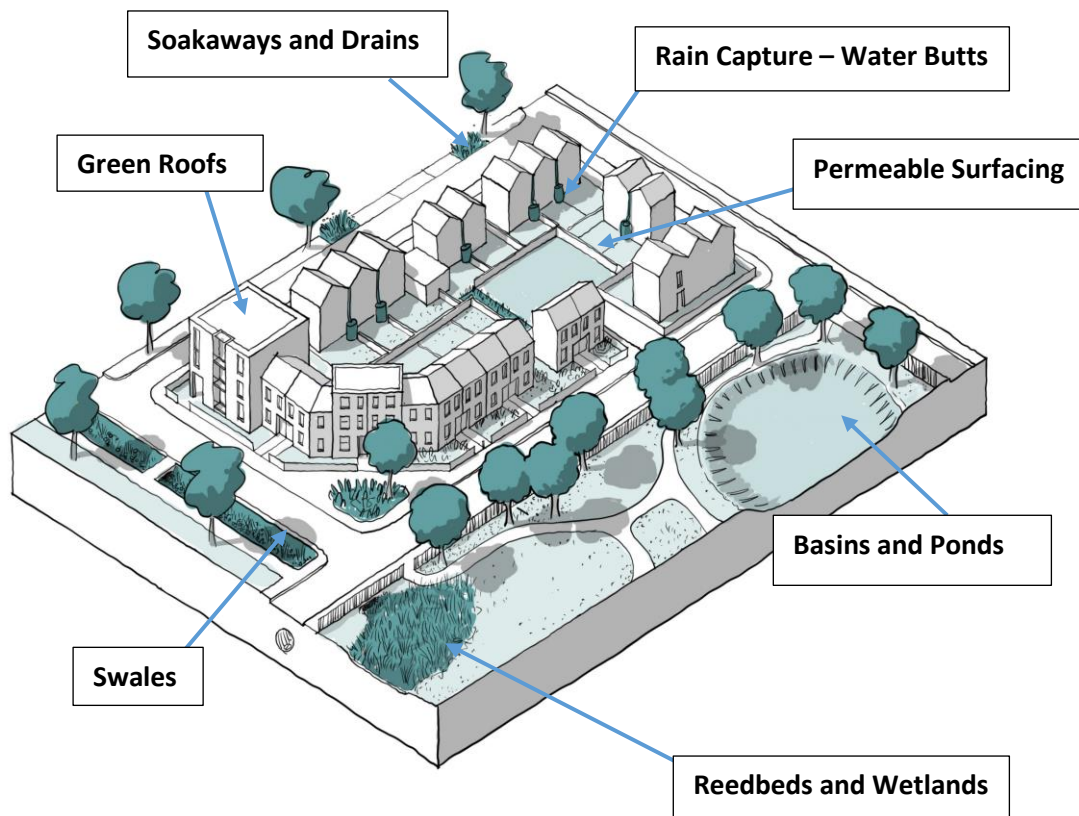 Soakaways and Drains
Rain Capture – Water Butts
Green Roofs
Permeable Surfacing
Basins and Ponds
Swales
Reedbeds and Wetlands